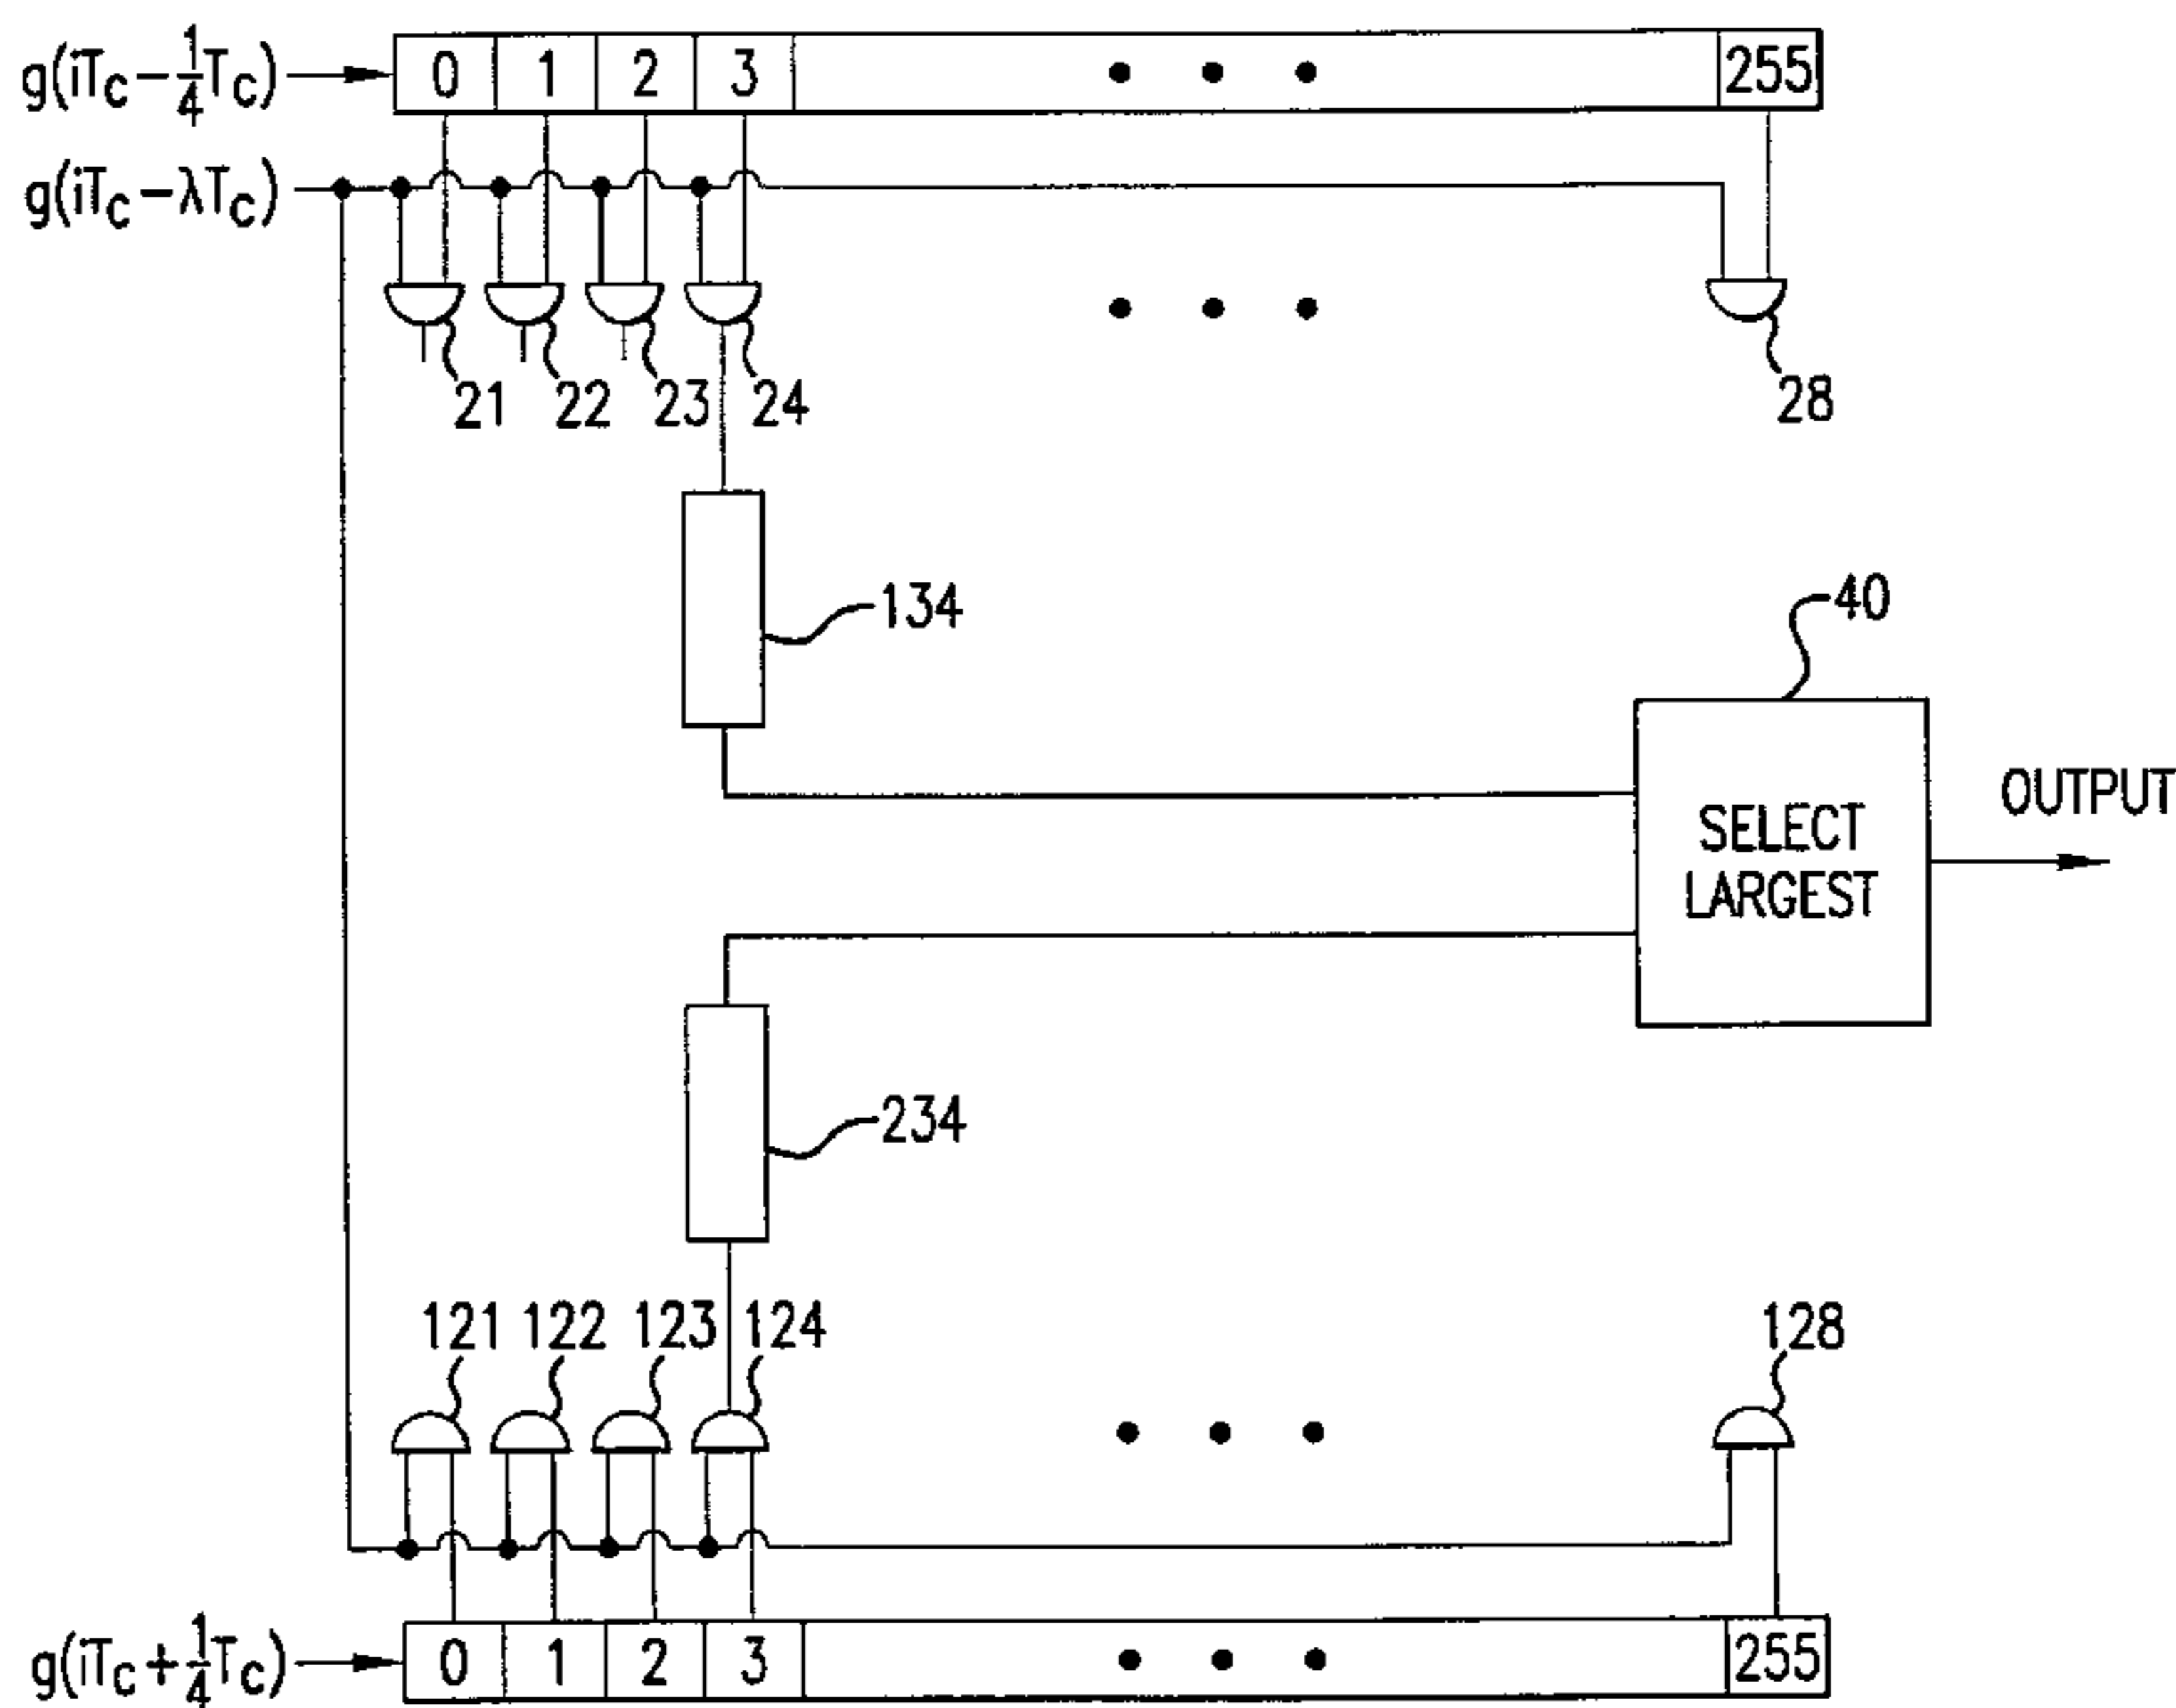 g(iTc−1/4Tc)
0 1 2 3 255
g(iTc−λTc)
21 22 23 24 28
134
40
SELECT
LARGEST
OUTPUT
234
121 122 123 124 128
g(iTc+1/4Tc)
0 1 2 3 255